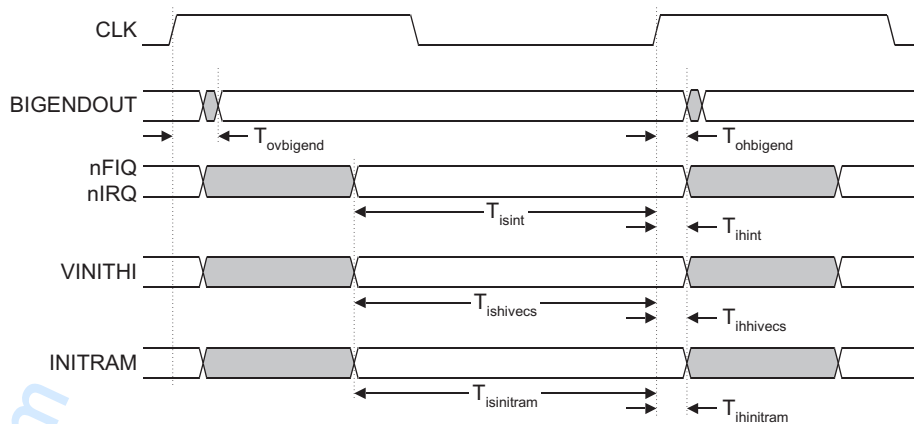 CLK
BIGENDOUT
Tovbigend
Tohbigend
nFIQ
nIRQ
Tisint
Tihint
VINITHI
Tishivecs
Tihhivecs
INITRAM
Tisinitram
Tihinitram
m